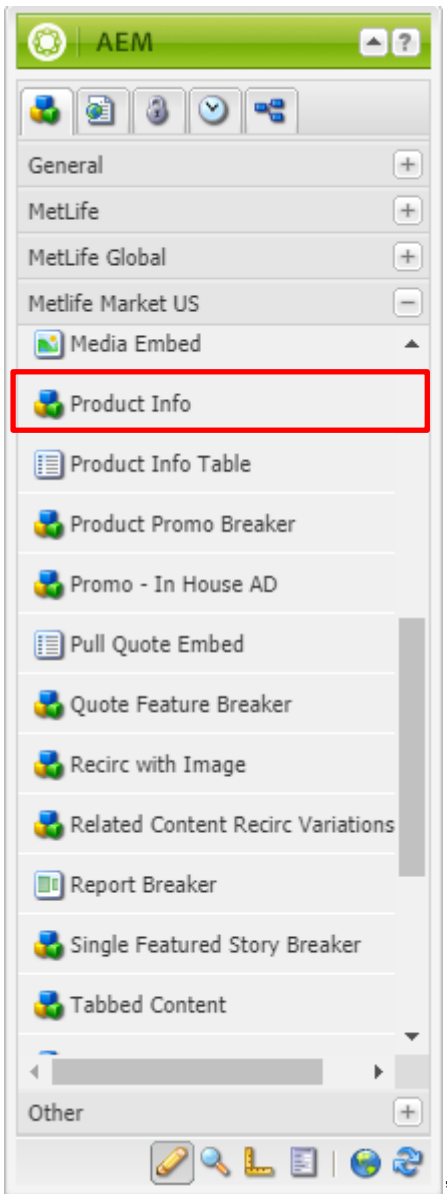 AEM
?
General
MetLife
MetLife Global
Metlife Market US
Media Embed
Product Info
Product Info Table
Product Promo Breaker
Promo - In House AD
Pull Quote Embed
Quote Feature Breaker
Recirc with Image
Related Content Recirc Variations
Report Breaker
Single Featured Story Breaker
Tabbed Content
Other